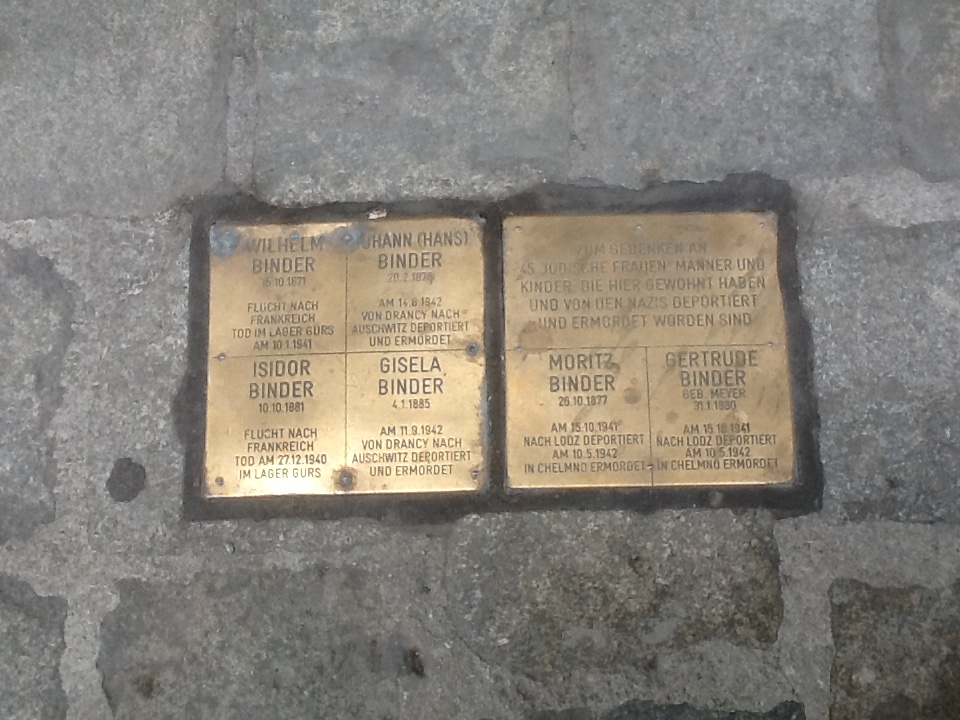 WILHELM
BINDER
15.10.1871
FLUCHT NACH
FRANKREICH
TOD IM LAGER GURS
AM 10.1.1941
JOHANN (HANS)
BINDER
AM 14.8.1942
VON DRANCY NACH
AUSCHWITZ DEPORTIERT
UND ERMORDET
ISIDOR
BINDER
10.10.1881
FLUCHT NACH
FRANKREICH
TOD AM 27.12.1940
IM LAGER GURS
GISELA
BINDER
4.1.1885
AM 11.9.1942
VON DRANCY NACH
AUSCHWITZ DEPORTIERT
UND ERMORDET
ZUM GEDENKEN AN
45 JÜDISCHE FRAUEN MÄNNER UND
KINDER, DIE HIER GEWOHNT HABEN
UND VON DEN NAZIS DEPORTIERT
UND ERMORDET WORDEN SIND
MORITZ
BINDER
26.10.1877
AM 15.10.1941
NACH LODZ DEPORTIERT
AM 10.5.1942
IN CHELMNO ERMORDET
GERTRUDE
BINDER
GEB. MEYER
31.1.1880
AM 15.10.1941
NACH LODZ DEPORTIERT
AM 10.5.1942
IN CHELMNO ERMORDET